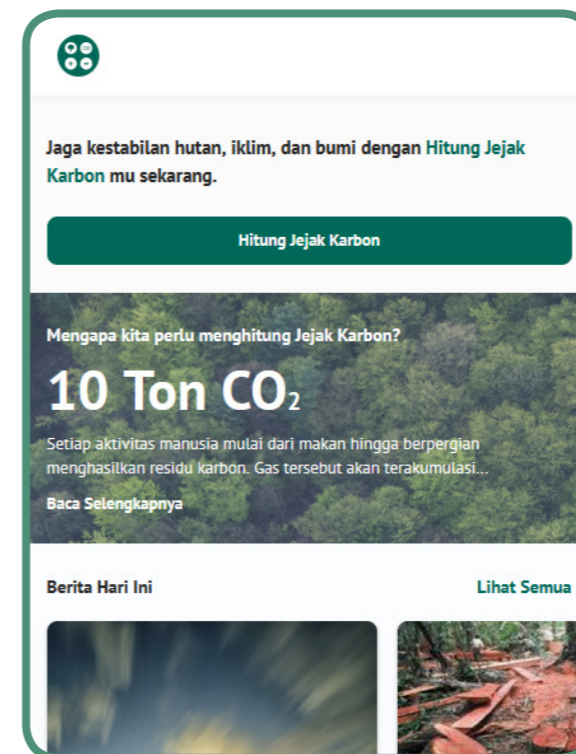 Jaga kestabilan hutan, iklim, dan bumi dengan Hitung Jejak
Karbon mu sekarang.
Hitung Jejak Karbon
Mengapa kita perlu menghitung Jejak Karbon?
10 Ton CO₂
Setiap aktivitas manusia mulai dari makan hingga berpergian
menghasilkan residu karbon. Gas tersebut akan terakumulasi...
Baca Selengkapnya
Berita Hari Ini
Lihat Semua